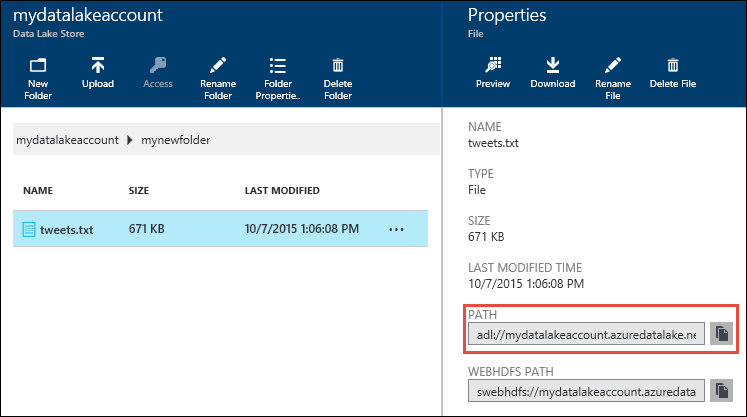 mydatalakeaccount
Data Lake Store
New Folder
Upload
Access
Rename Folder
Folder Propertie..
Delete Folder
mydatalakeaccount mynewfolder
NAME SIZE LAST MODIFIED
tweets.txt 671 KB 10/7/2015 1:06:08 PM ...
Properties
File
Preview
Download
Rename File
Delete File
NAME
tweets.txt
TYPE
File
SIZE
671 KB
LAST MODIFIED TIME
10/7/2015 1:06:08 PM
PATH
adl://mydatalakeaccount.azuredatalake.ne
WEBHDFS PATH
swebhdfs://mydatalakeaccount.azuredata